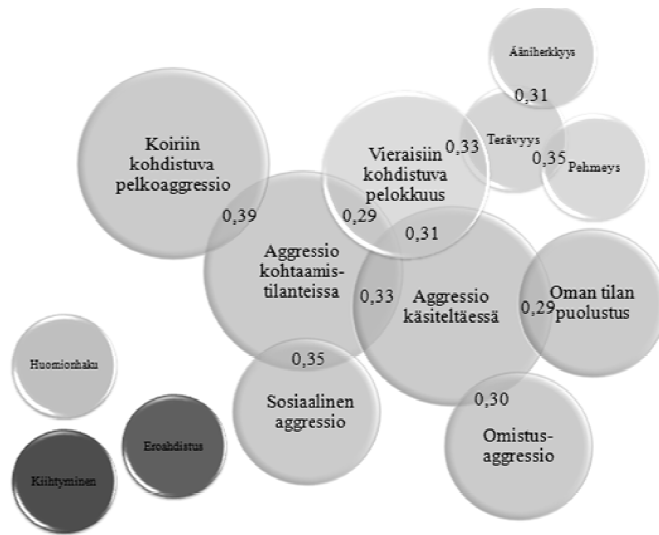 Ääniherkkyys
0,31
Koiriin
kohdistuva
pelkoaggressio
Vieraisiin
kohdistuva
pelokkuus
0,33
Terävyys
0,35
Pehmeys
0,39
0,29
0,31
Aggressio
kohtaamis-
tilanteissa
0,33
Aggressio
käsiteltäessä
0,29
Oman tilan
puolustus
Huomionhaku
0,35
Sosiaalinen
aggressio
0,30
Omistus-
aggressio
Eroahdistus
Kiihtyminen